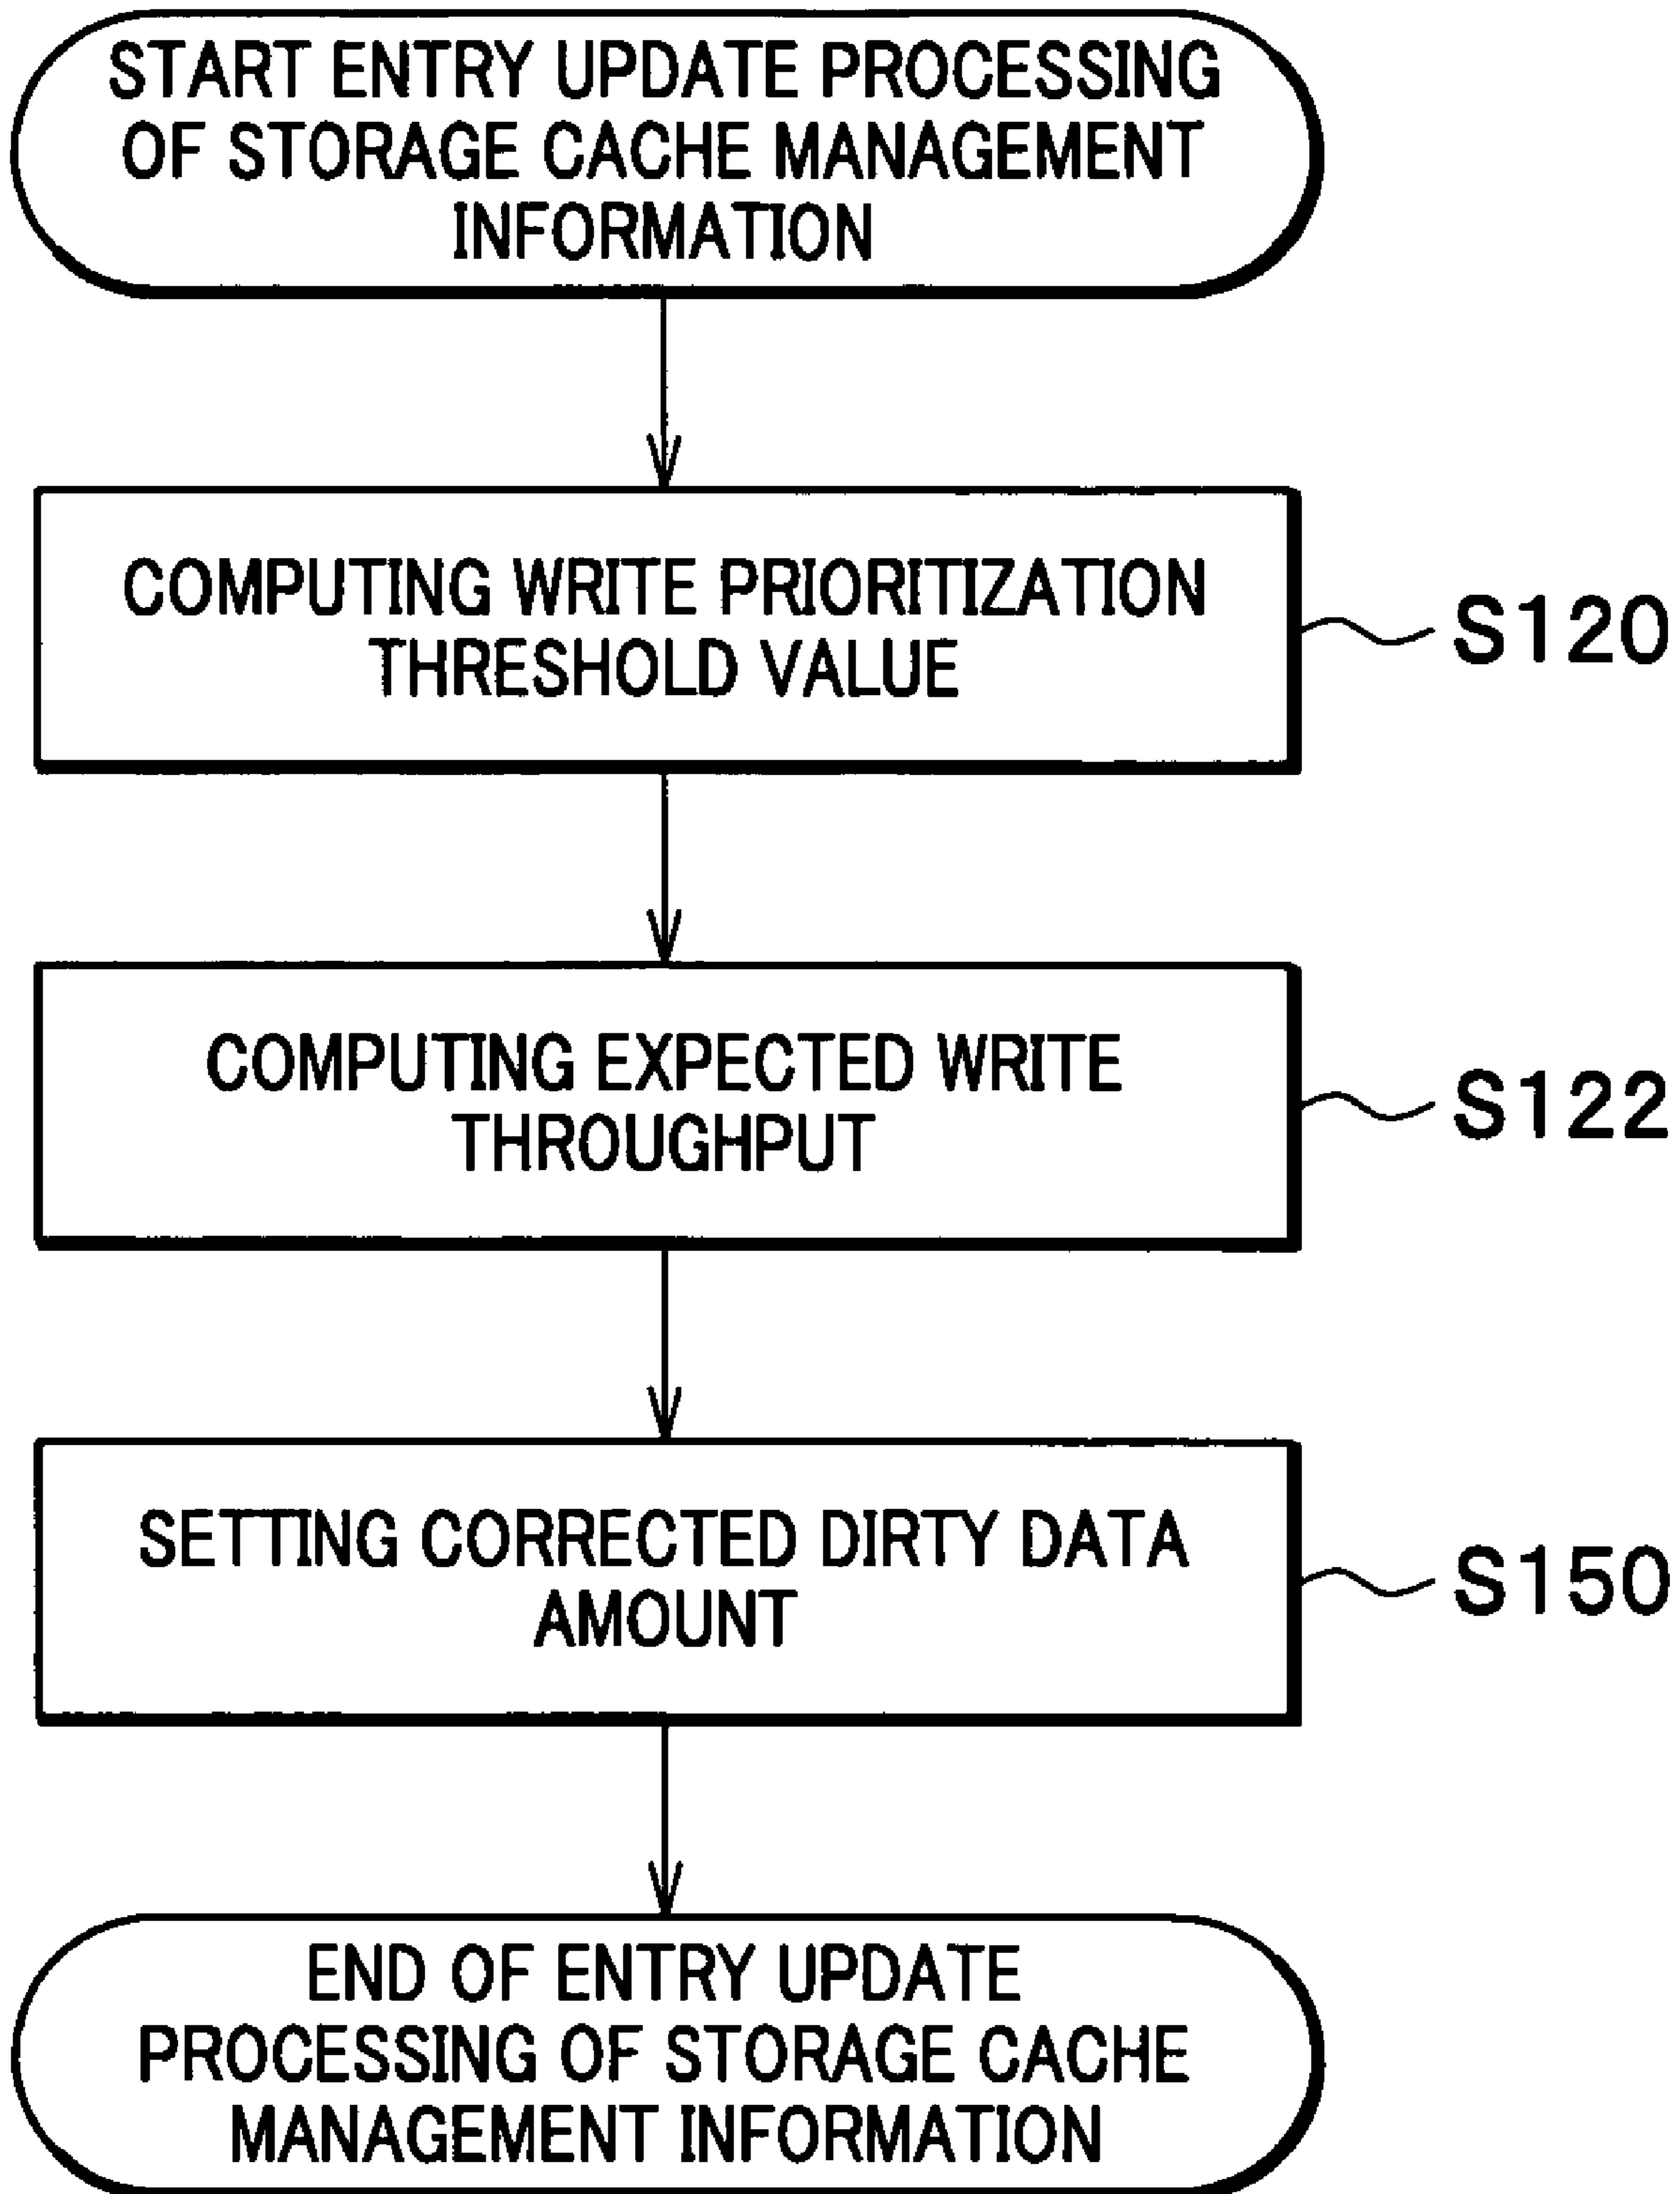 START ENTRY UPDATE PROCESSING
OF STORAGE CACHE MANAGEMENT
INFORMATION
COMPUTING WRITE PRIORITIZATION
THRESHOLD VALUE
S120
COMPUTING EXPECTED WRITE
THROUGHPUT
S122
SETTING CORRECTED DIRTY DATA
AMOUNT
S150
END OF ENTRY UPDATE
PROCESSING OF STORAGE CACHE
MANAGEMENT INFORMATION